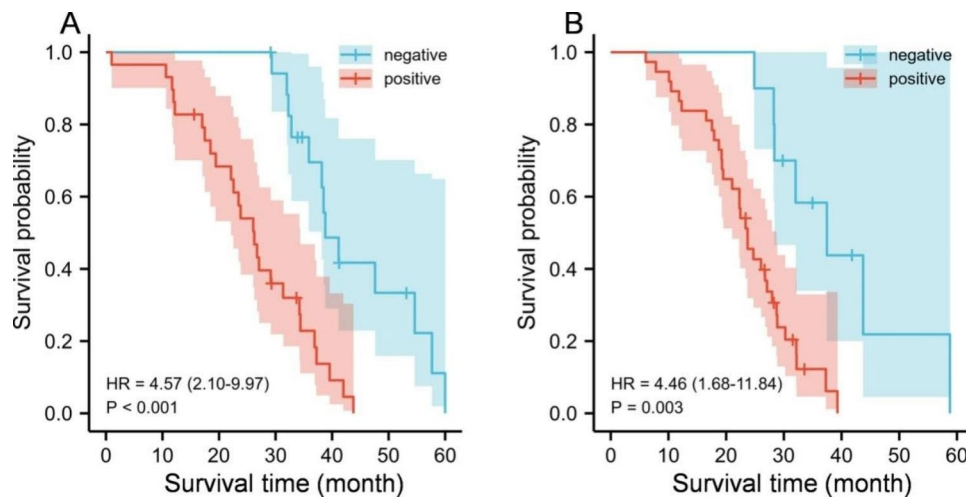 A
negative
positive
1.0
0.8
0.6
0.4
0.2
0.0
Survival probability
HR = 4.57 (2.10-9.97)
P < 0.001
0 10 20 30 40 50 60
Survival time (month)
B
negative
positive
1.0
0.8
0.6
0.4
0.2
0.0
Survival probability
HR = 4.46 (1.68-11.84)
P = 0.003
0 10 20 30 40 50 60
Survival time (month)